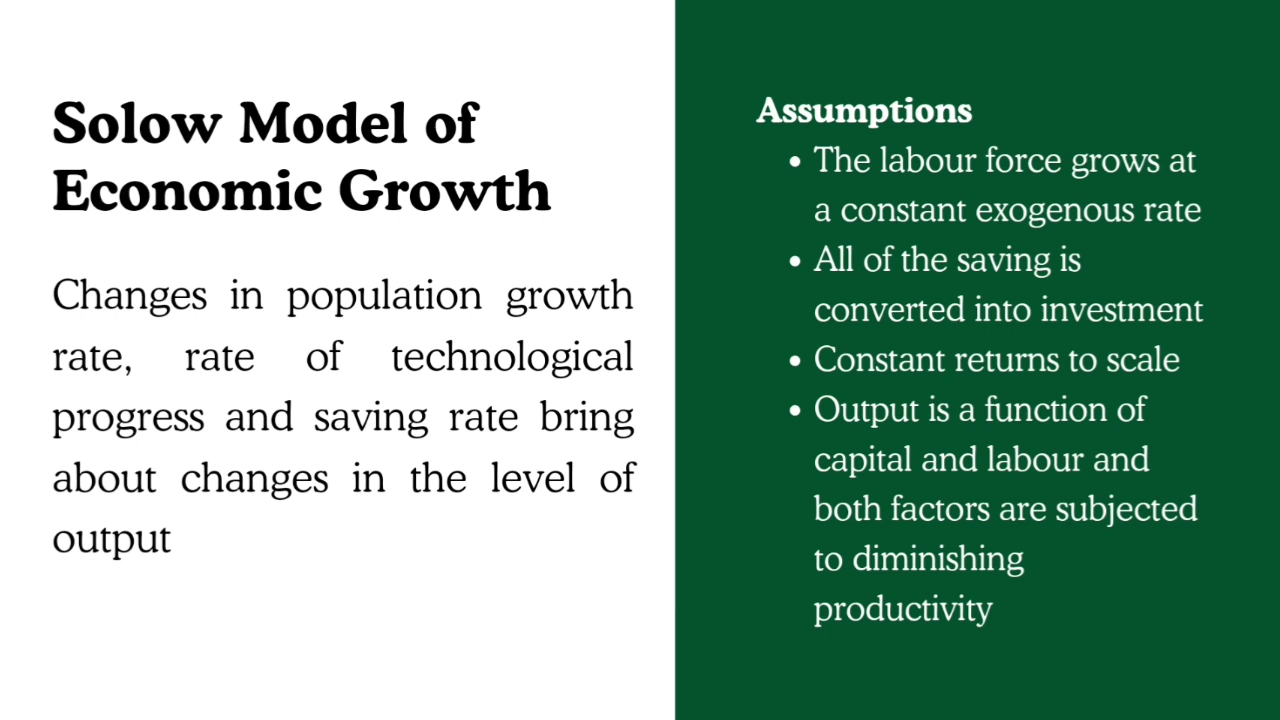 Solow Model of
Economic Growth
Changes in population growth
rate, rate of technological
progress and saving rate bring
about changes in the level of
output
Assumptions
• The labour force grows at
a constant exogenous rate
• All of the saving is
converted into investment
• Constant returns to scale
• Output is a function of
capital and labour and
both factors are subjected
to diminishing
productivity